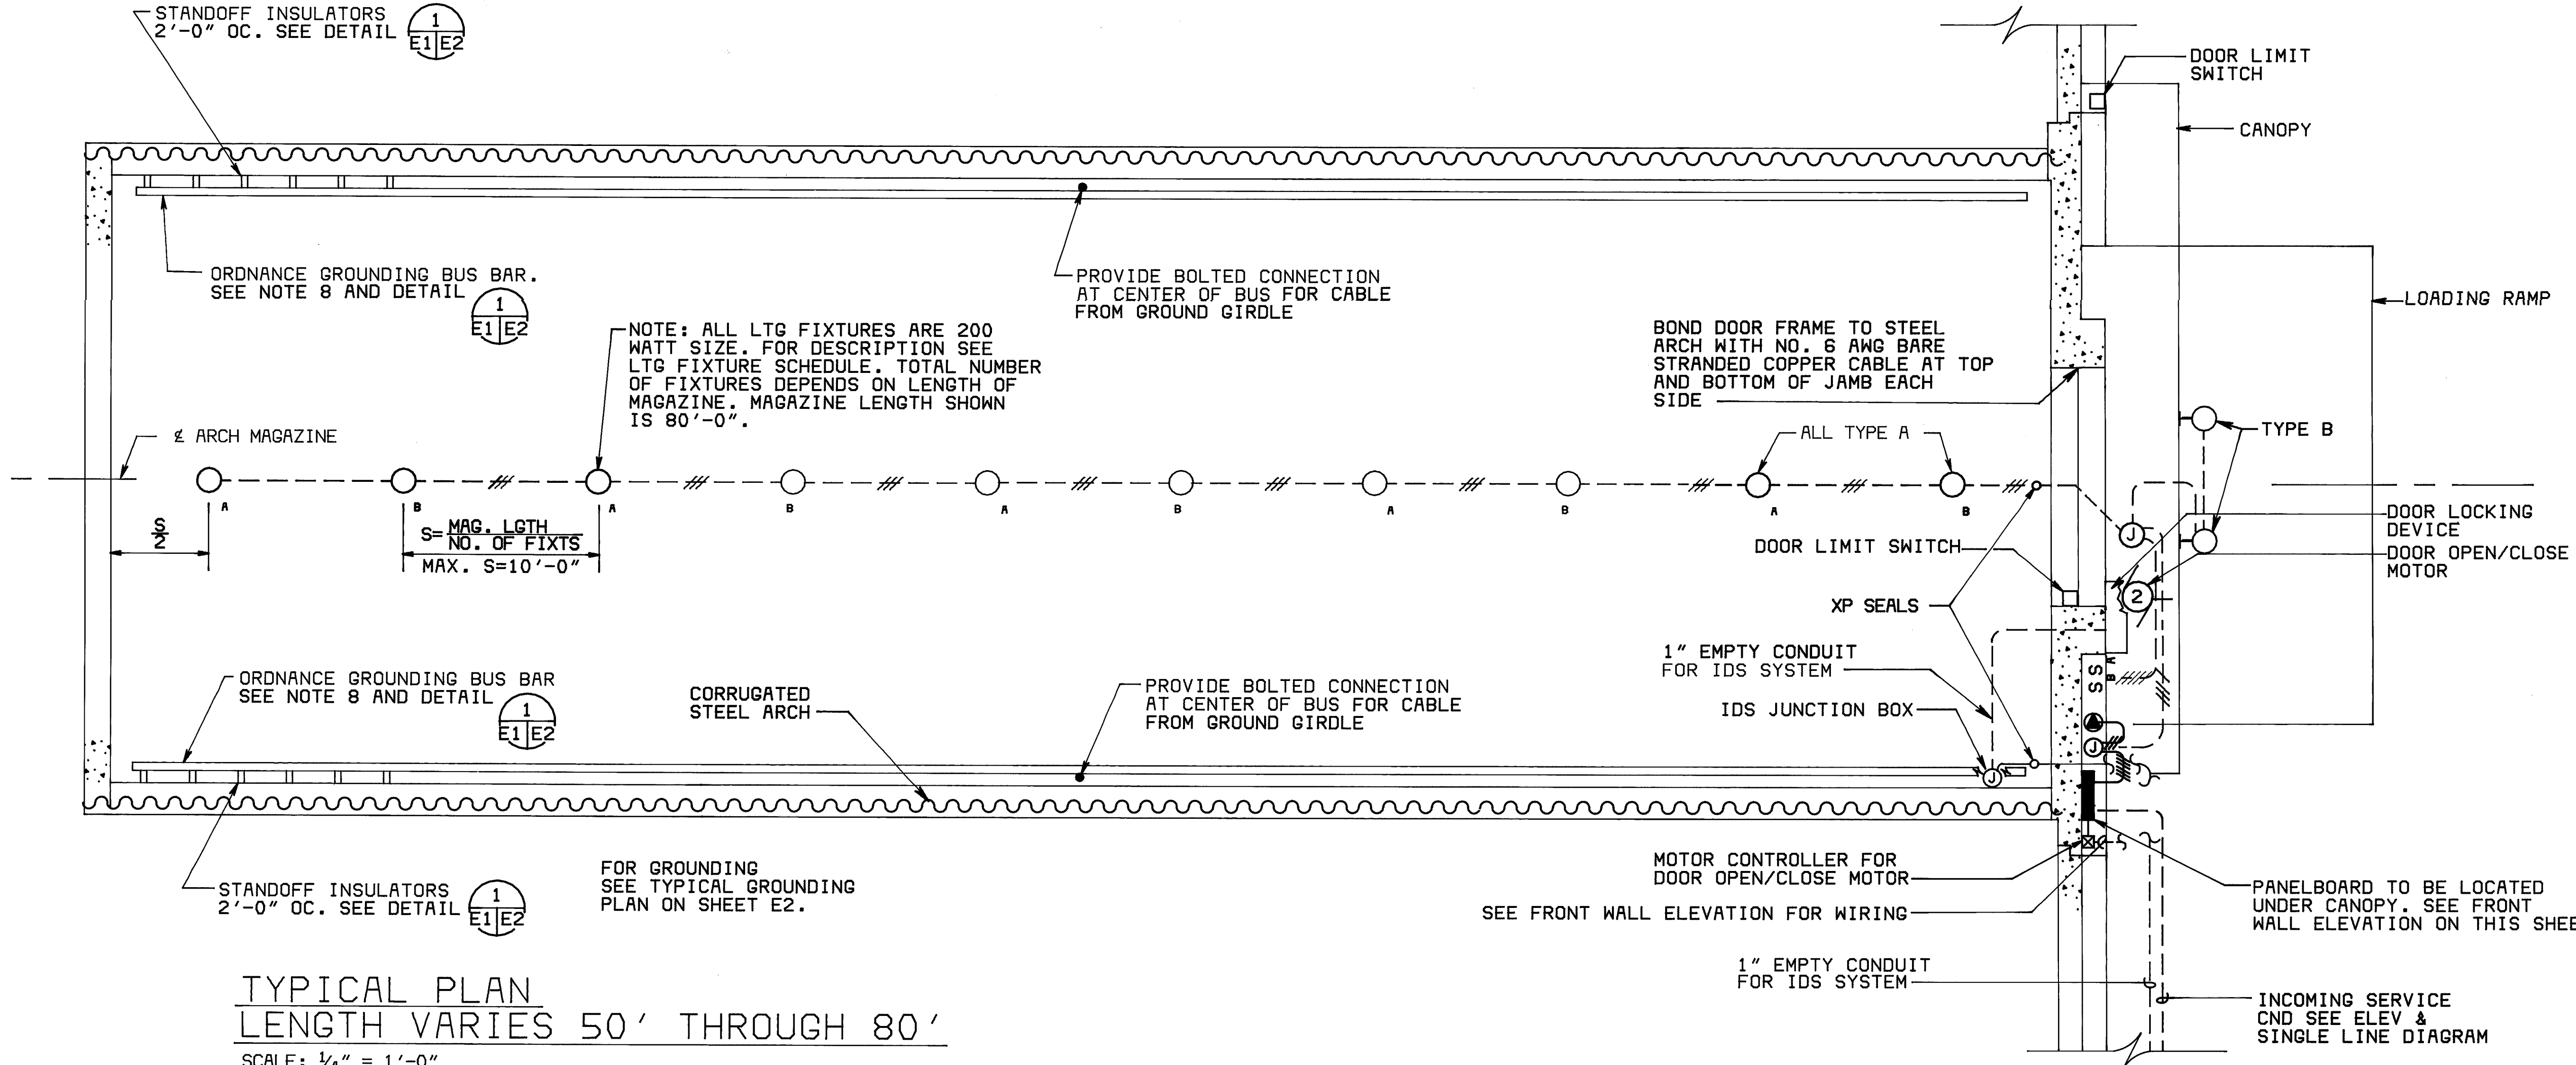 STANDOFF INSULATORS
2'-0" OC. SEE DETAIL
1
E1 E2
DOOR LIMIT
SWITCH
CANOPY
ORDNANCE GROUNDING BUS BAR.
SEE NOTE 8 AND DETAIL
1
E1 E2
PROVIDE BOLTED CONNECTION
AT CENTER OF BUS FOR CABLE
FROM GROUND GIRDLE
LOADING RAMP
NOTE: ALL LTG FIXTURES ARE 200
WATT SIZE. FOR DESCRIPTION SEE
LTG FIXTURE SCHEDULE. TOTAL NUMBER
OF FIXTURES DEPENDS ON LENGTH OF
MAGAZINE. MAGAZINE LENGTH SHOWN
IS 80'-0".
BOND DOOR FRAME TO STEEL
ARCH WITH NO. 6 AWG BARE
STRANDED COPPER CABLE AT TOP
AND BOTTOM OF JAMB EACH
SIDE
℄ ARCH MAGAZINE
ALL TYPE A
TYPE B
A
B
A
B
A
B
A
B
A
B
S
2
S= MAG. LGTH
NO. OF FIXTS
MAX. S=10'-0"
J
DOOR LOCKING
DEVICE
DOOR OPEN/CLOSE
MOTOR
DOOR LIMIT SWITCH
2
XP SEALS
1" EMPTY CONDUIT
FOR IDS SYSTEM
S S
B A
ORDNANCE GROUNDING BUS BAR
SEE NOTE 8 AND DETAIL
1
E1 E2
CORRUGATED
STEEL ARCH
PROVIDE BOLTED CONNECTION
AT CENTER OF BUS FOR CABLE
FROM GROUND GIRDLE
IDS JUNCTION BOX
J
J
STANDOFF INSULATORS
2'-0" OC. SEE DETAIL
1
E1 E2
FOR GROUNDING
SEE TYPICAL GROUNDING
PLAN ON SHEET E2.
MOTOR CONTROLLER FOR
DOOR OPEN/CLOSE MOTOR
SEE FRONT WALL ELEVATION FOR WIRING
PANELBOARD TO BE LOCATED
UNDER CANOPY. SEE FRONT
WALL ELEVATION ON THIS SHEE
1" EMPTY CONDUIT
FOR IDS SYSTEM
INCOMING SERVICE
CND SEE ELEV &
SINGLE LINE DIAGRAM
TYPICAL PLAN
LENGTH VARIES 50' THROUGH 80'
SCALE: 1/4" = 1'-0"